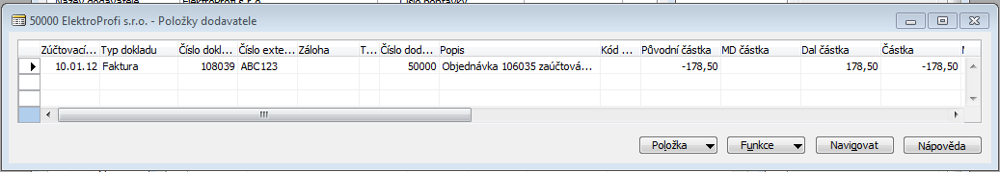 50000 ElektroProfi s.r.o. - Položky dodavatele
Zúčtovací... Typ dokladu Číslo dokl... Číslo exte... Záloha T... Číslo dod... Popis Kód ... Původní částka MD částka Dal částka Částka
10.01.12 Faktura 108039 ABC123 50000 Objednávka 106035 zaúčtová... -178,50 178,50 -178,50
Položka Funkce Navigovat Nápověda